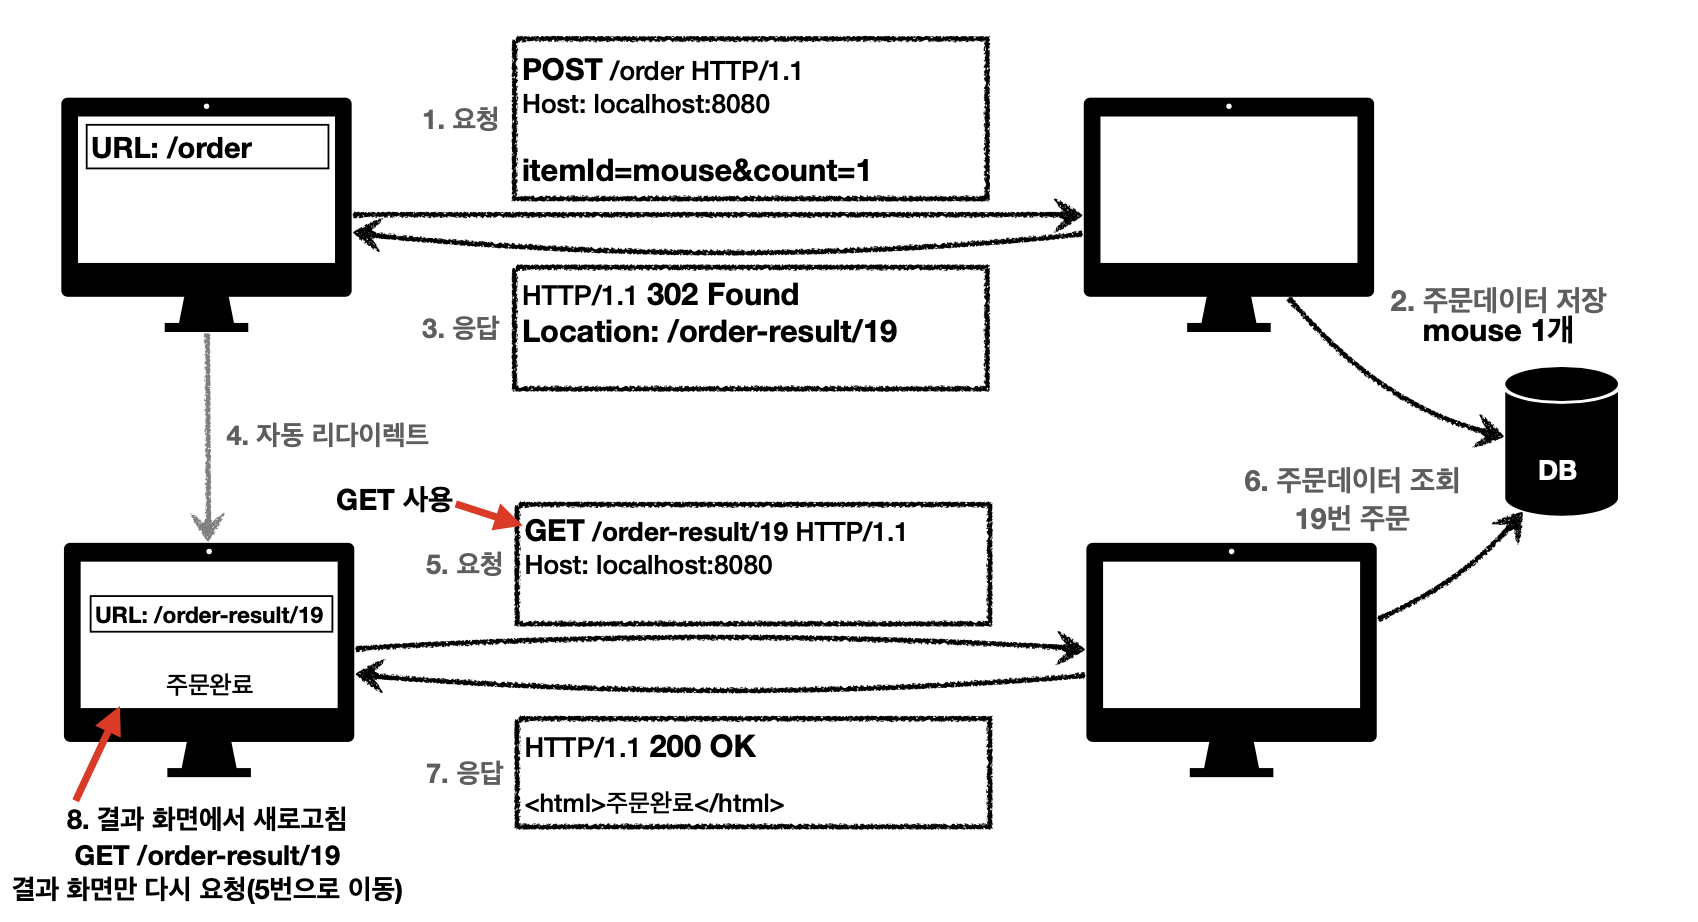 POST /order HTTP/1.1
Host: localhost:8080
itemId=mouse&count=1
1. 요청
URL: /order
HTTP/1.1 302 Found
Location: /order-result/19
3. 응답
2. 주문데이터 저장
mouse 1개
DB
4. 자동 리다이렉트
GET 사용
GET /order-result/19 HTTP/1.1
Host: localhost:8080
5. 요청
6. 주문데이터 조회
19번 주문
URL: /order-result/19
주문완료
HTTP/1.1 200 OK
<html>주문완료</html>
7. 응답
8. 결과 화면에서 새로고침
GET /order-result/19
결과 화면만 다시 요청(5번으로 이동)